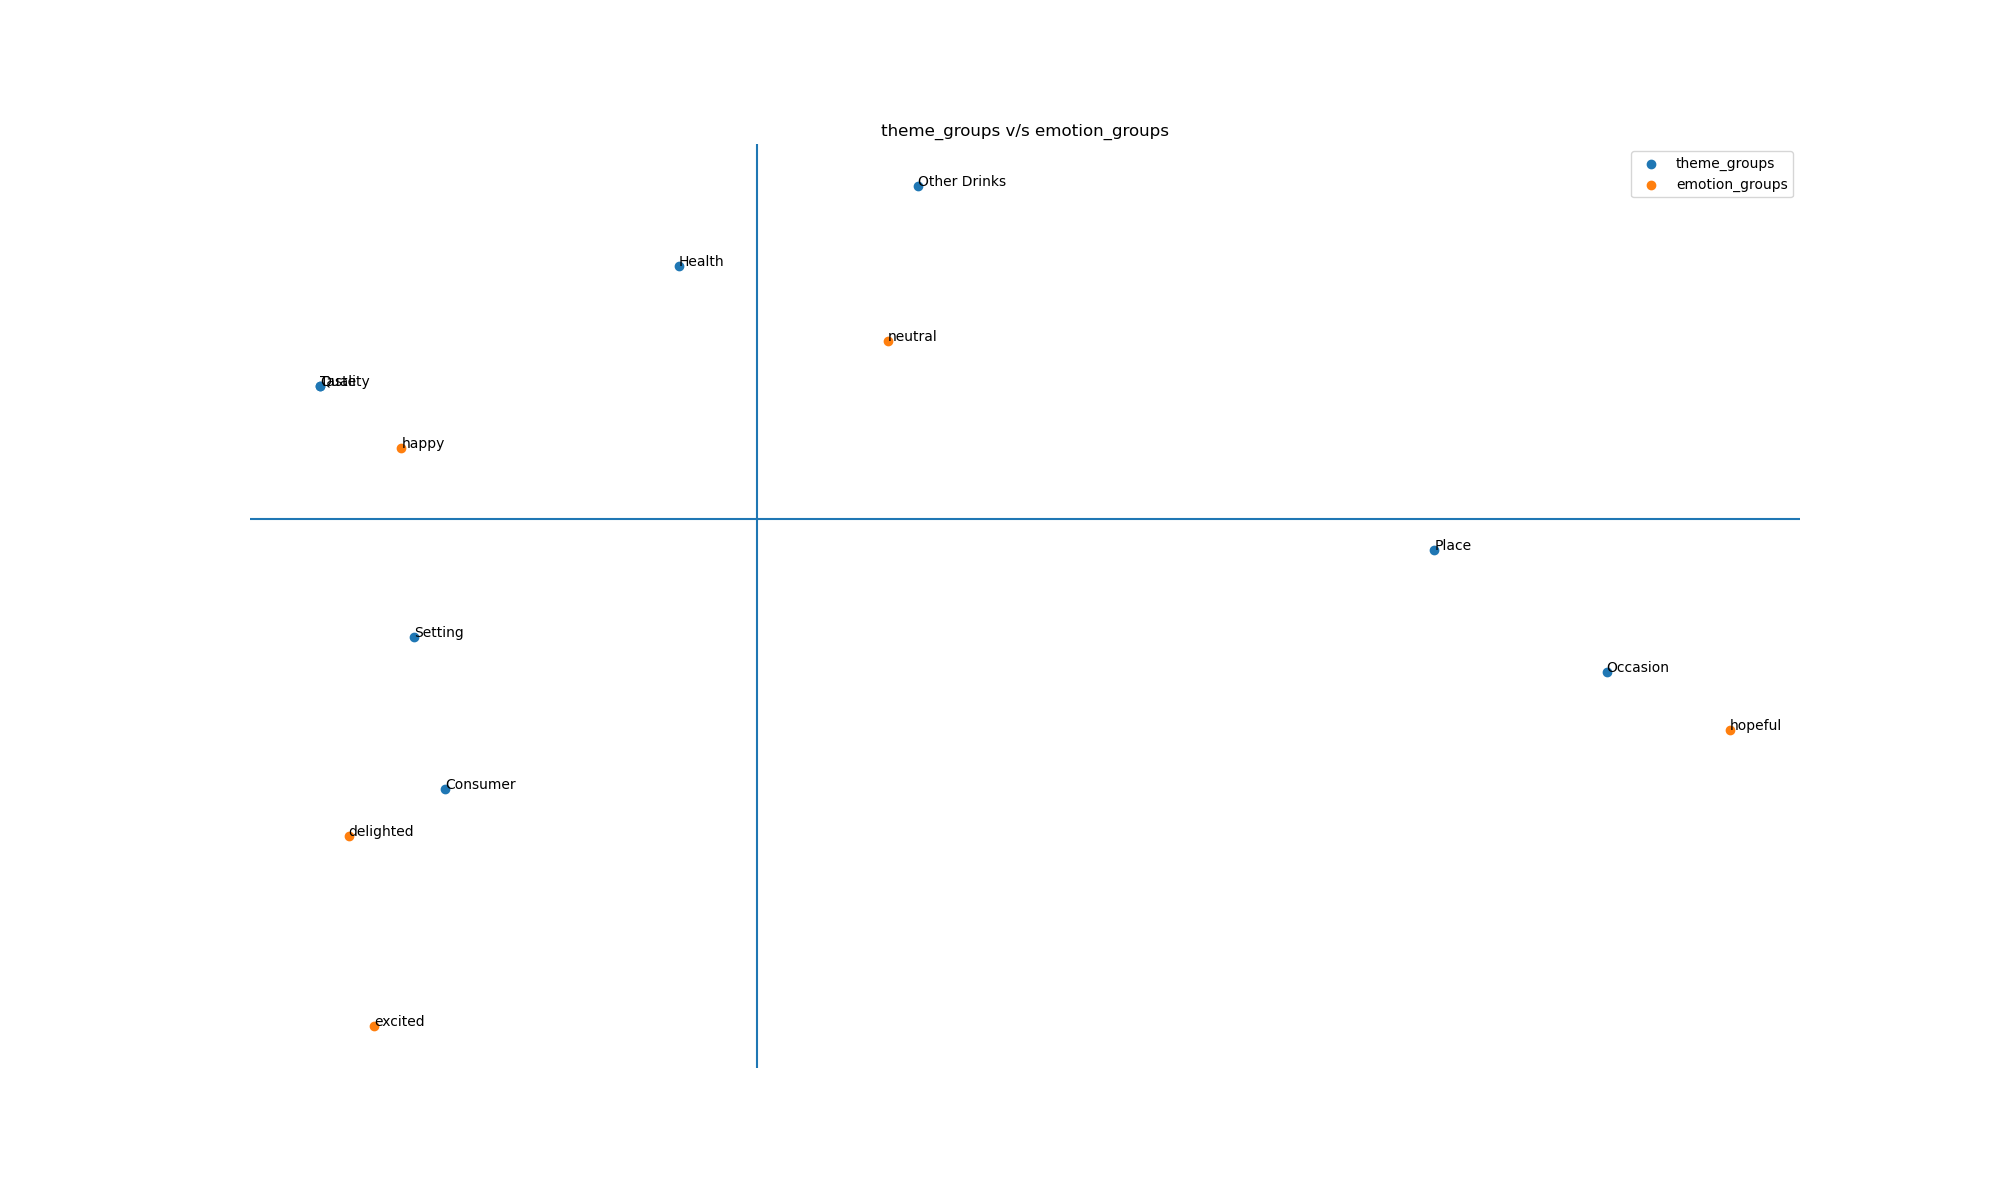 theme_groups v/s emotion_groups
theme_groups
emotion_groups
Other Drinks
Health
neutral
Taste
Quality
happy
Place
Setting
Occasion
hopeful
Consumer
delighted
excited